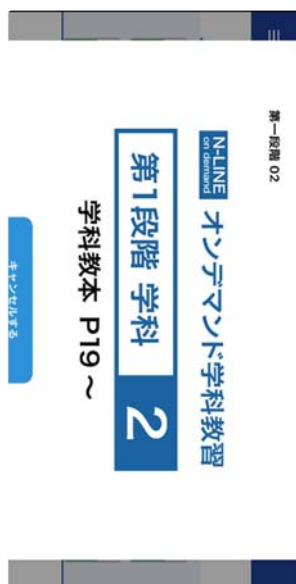 第一段階 02
N-LINE
on demand
オンデマンド学科教習
第1段階 学科 2
学科教本 P19 ~
キャンセルする